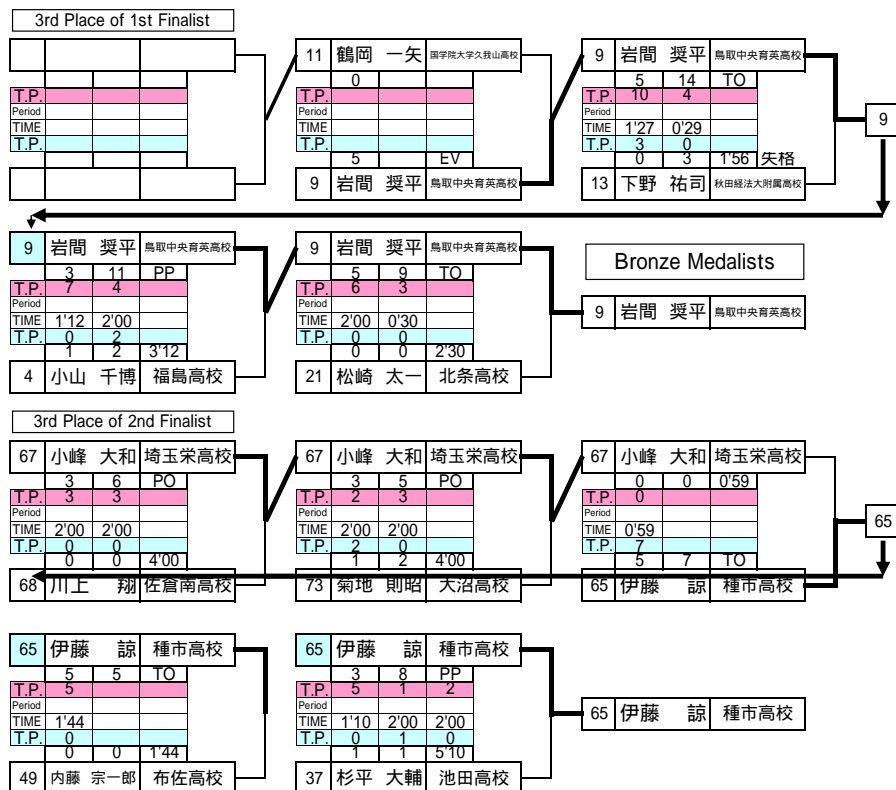 3rd Place of 1st Finalist
11 鶴岡 一矢 国学院大学久我山高校
9 岩間 奨平 鳥取中央育英高校
0
5 14 TO
T.P.
T.P. 10 4
Period
Period
TIME
TIME 1'27 0'29
T.P.
T.P. 3 0
5 EV
0 3 1'56 失格
9 岩間 奨平 鳥取中央育英高校
13 下野 祐司 秋田経法大附属高校
9
9 岩間 奨平 鳥取中央育英高校
9 岩間 奨平 鳥取中央育英高校
3 11 PP
5 9 TO
T.P. 7 4
T.P. 6 3
Period
Period
TIME 1'12 2'00
TIME 2'00 0'30
T.P. 0 2
T.P. 0 0
1 2 3'12
0 0 2'30
4 小山 千博 福島高校
21 松崎 太一 北条高校
Bronze Medalists
9 岩間 奨平 鳥取中央育英高校
3rd Place of 2nd Finalist
67 小峰 大和 埼玉栄高校
67 小峰 大和 埼玉栄高校
67 小峰 大和 埼玉栄高校
3 6 PO
3 5 PO
0 0 0'59
T.P. 3 3
T.P. 2 3
T.P. 0
Period
Period
Period
TIME 2'00 2'00
TIME 2'00 2'00
TIME 0'59
T.P. 0 0
T.P. 2 0
T.P. 7
0 0 4'00
1 2 4'00
5 7 TO
68 川上 翔 佐倉南高校
73 菊地 則昭 大沼高校
65 伊藤 諒 種市高校
65
65 伊藤 諒 種市高校
65 伊藤 諒 種市高校
5 5 TO
3 8 PP
T.P. 5
T.P. 5 1 2
Period
Period
TIME 1'44
TIME 1'10 2'00 2'00
T.P. 0
T.P. 0 1 0
0 0 1'44
1 1 5'10
49 内藤 宗一郎 布佐高校
37 杉平 大輔 池田高校
65 伊藤 諒 種市高校